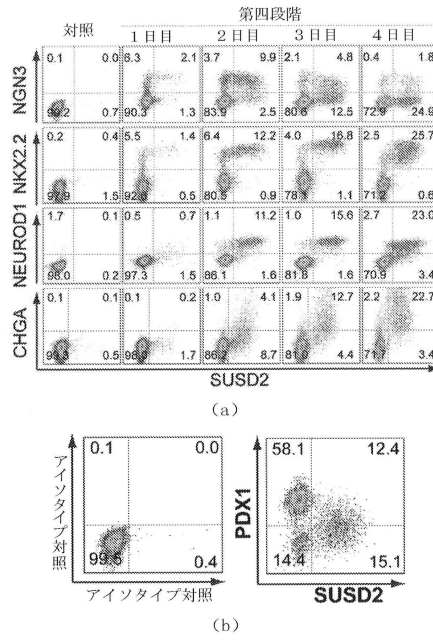 第四段階
対照 1日目 2日目 3日目 4日目
NGN3
0.1 0.0 6.3 2.1 3.7 9.9 2.1 4.8 0.4 1.8
99.2 0.7 90.3 1.3 83.9 2.5 80.6 12.5 72.9 24.9
NKX2.2
0.2 0.4 5.5 1.4 6.4 12.2 4.0 16.8 2.5 25.7
97.9 1.5 92.6 0.5 80.5 0.9 78.1 1.1 71.2 0.6
NEUROD1
1.7 0.1 0.5 0.7 1.1 11.2 1.0 15.6 2.7 23.0
98.0 0.2 97.3 1.5 86.1 1.6 81.8 1.6 70.9 3.4
CHGA
0.1 0.1 0.1 0.2 1.0 4.1 1.9 12.7 2.2 22.7
99.3 0.5 98.0 1.7 86.2 8.7 81.0 4.4 71.7 3.4
SUSD2
(a)
アイソタイプ対照
0.1 0.0
99.5 0.4
アイソタイプ対照
PDX1
58.1 12.4
14.4 15.1
SUSD2
(b)